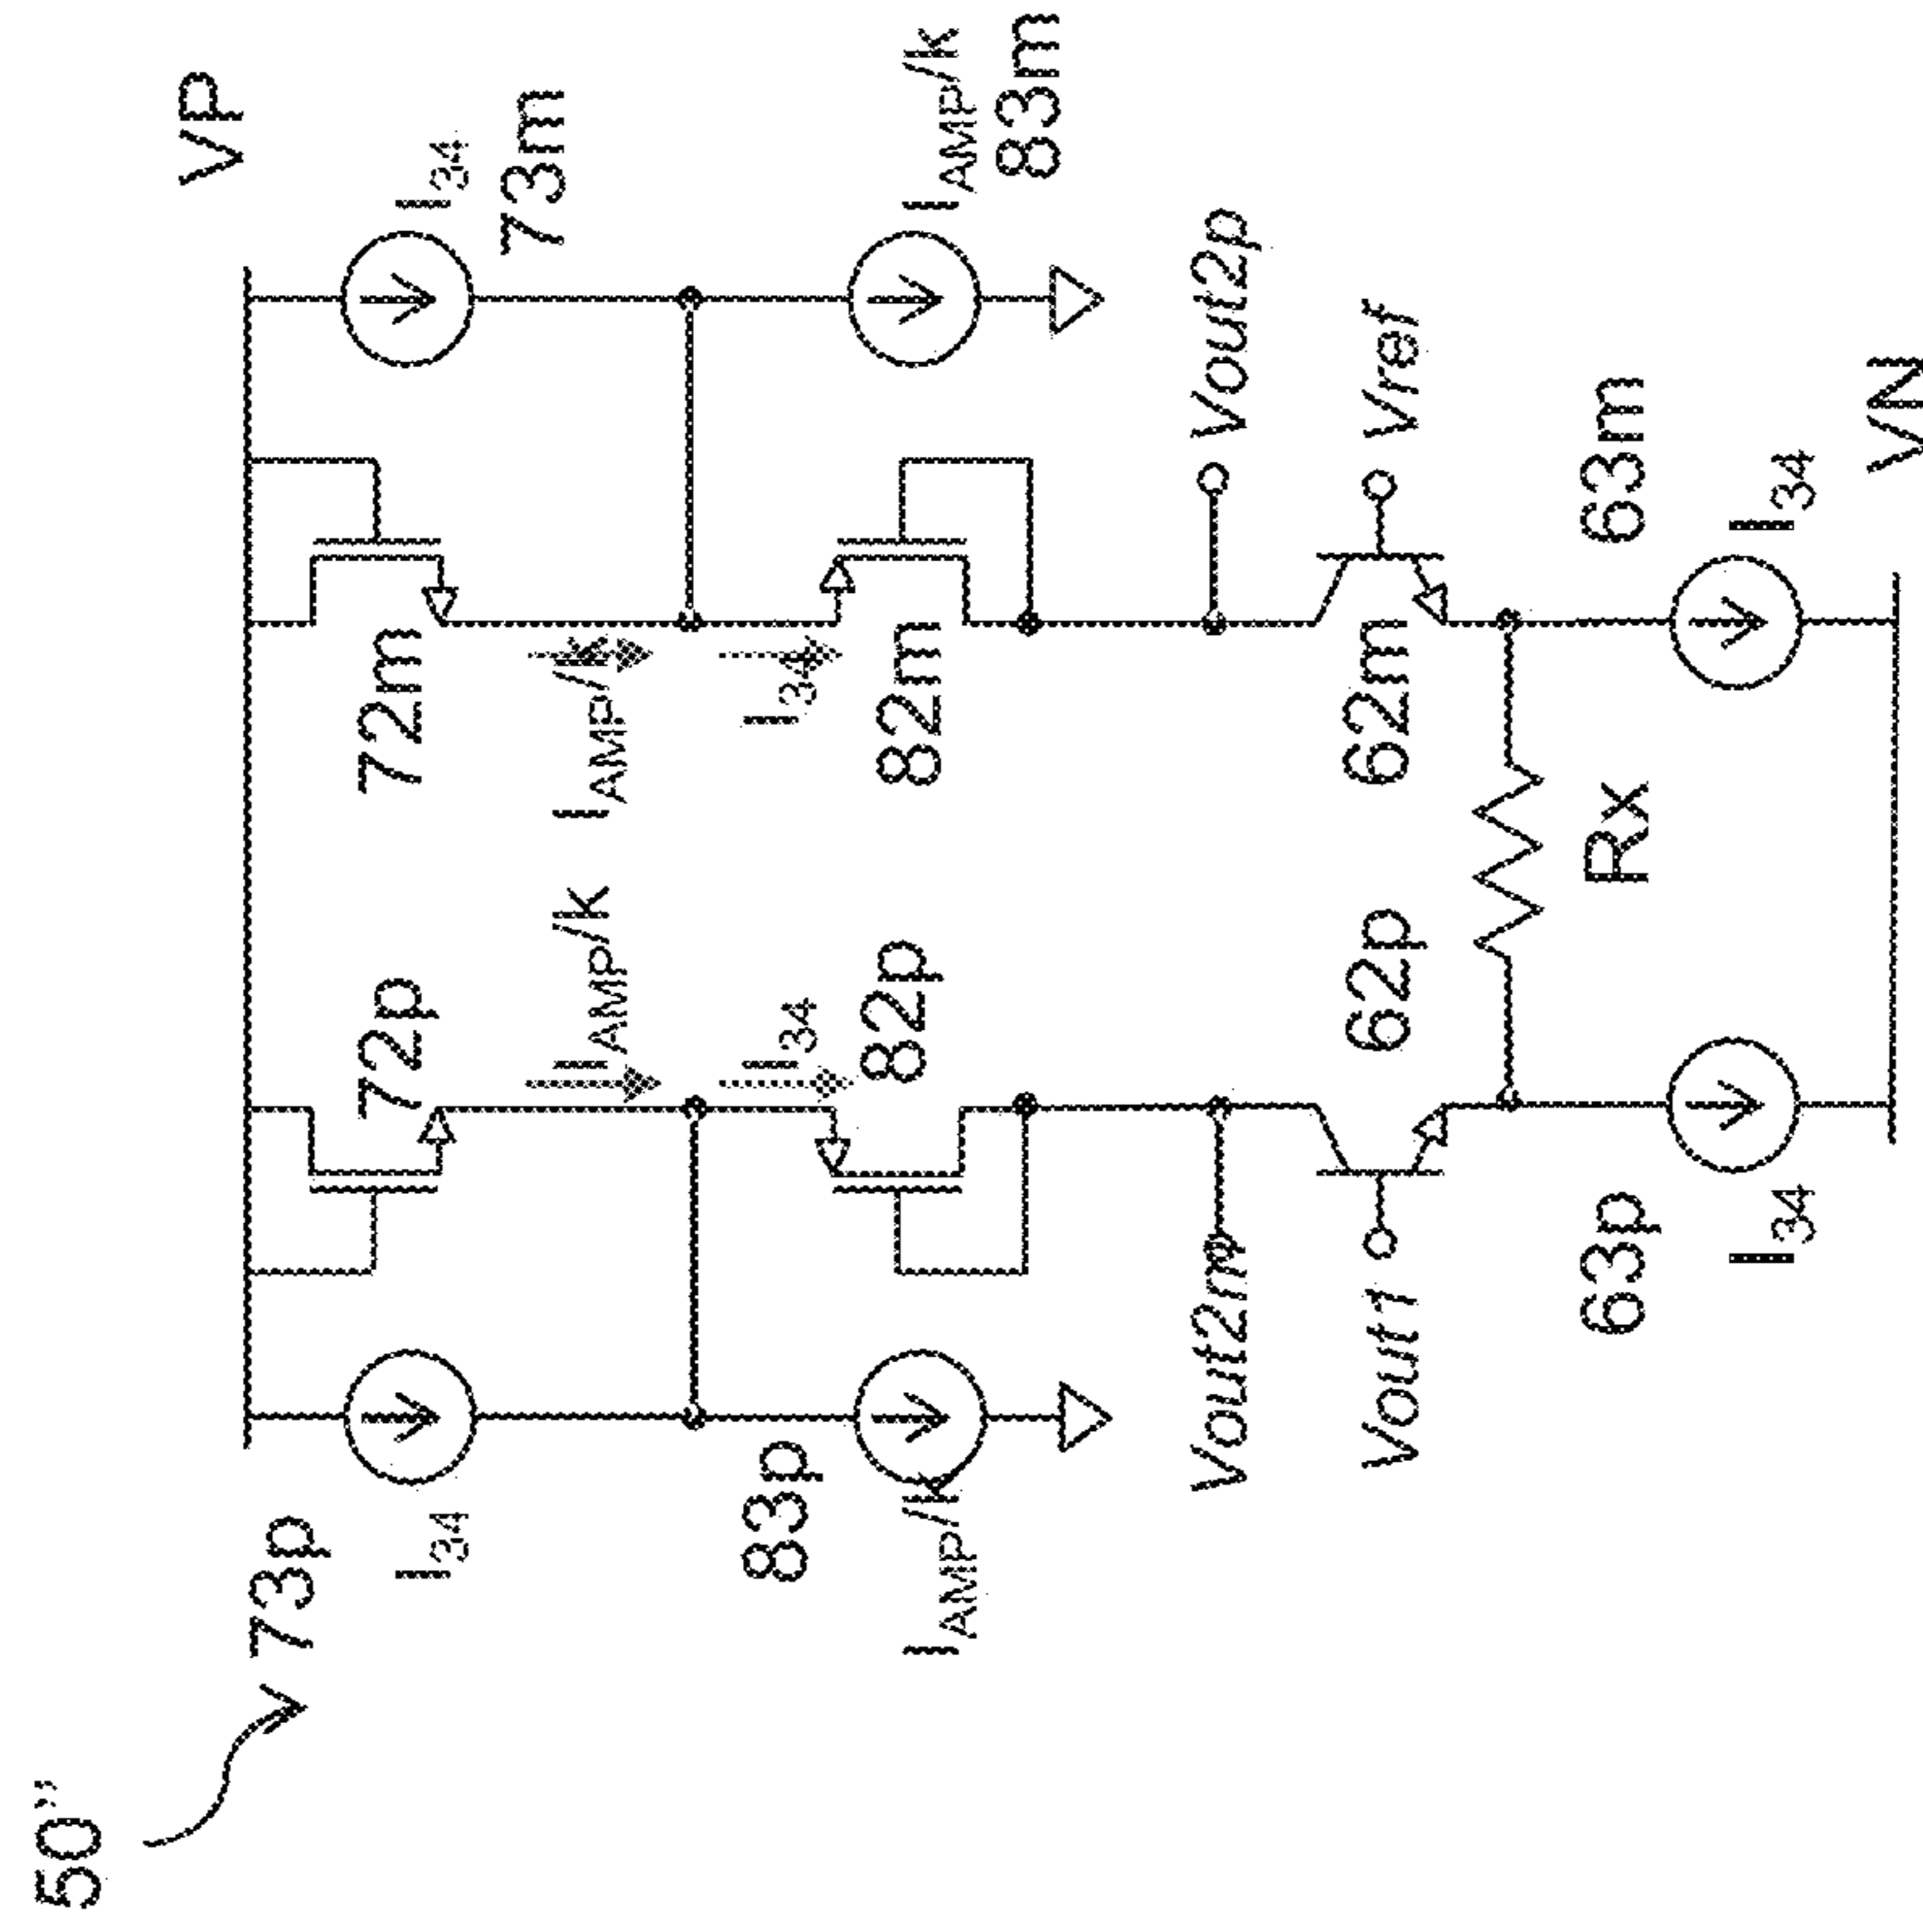 50”
VP
73p
I34
72p
72m
I34
73m
IAMP/k
IAMP/k
I34
I34
83p
82p
82m
IAMP/k
IAMP/k
83m
Vout2m
Vout2p
Vout1
62p
62m
Vref
Rx
63p
63m
I34
I34
VN